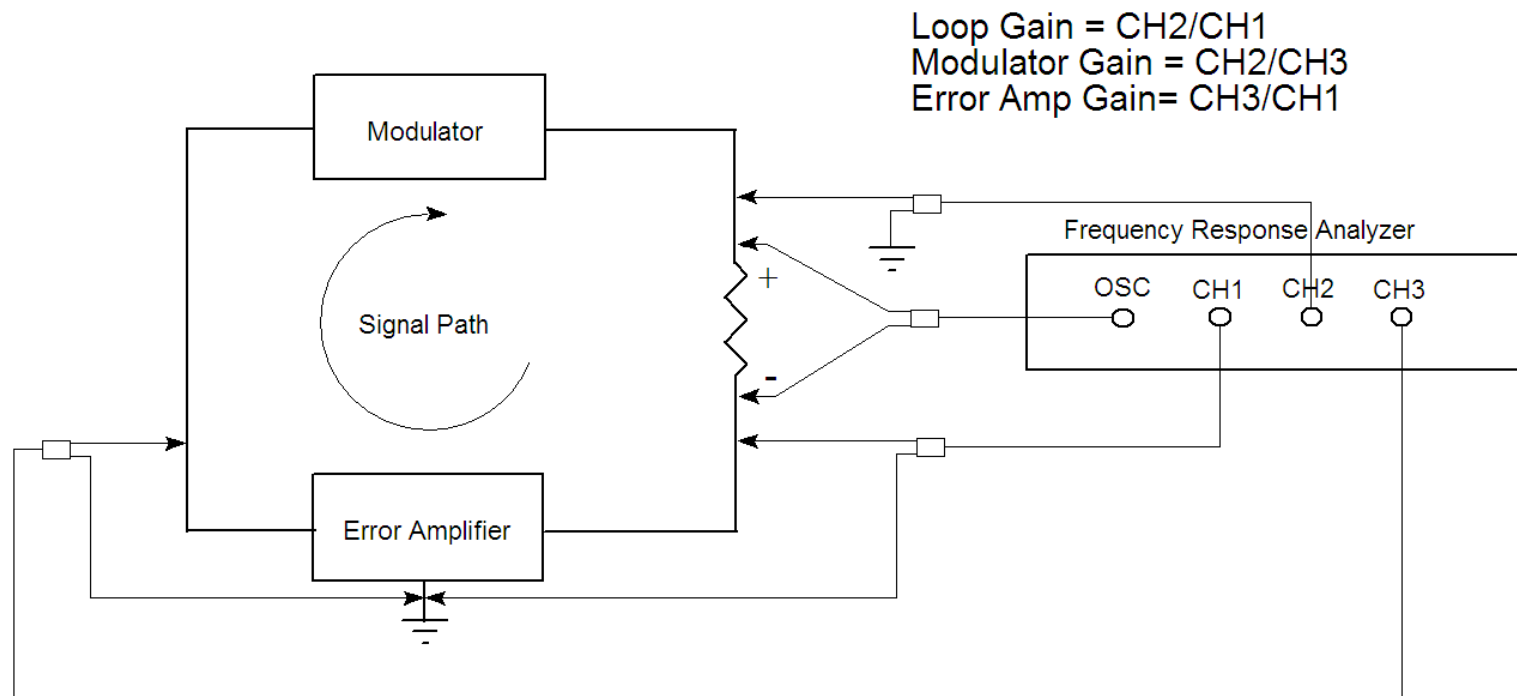 Loop Gain = CH2/CH1
Modulator Gain = CH2/CH3
Error Amp Gain= CH3/CH1
Modulator
Frequency Response Analyzer
+
OSC
CH1
CH2
CH3
Signal Path
-
Error Amplifier